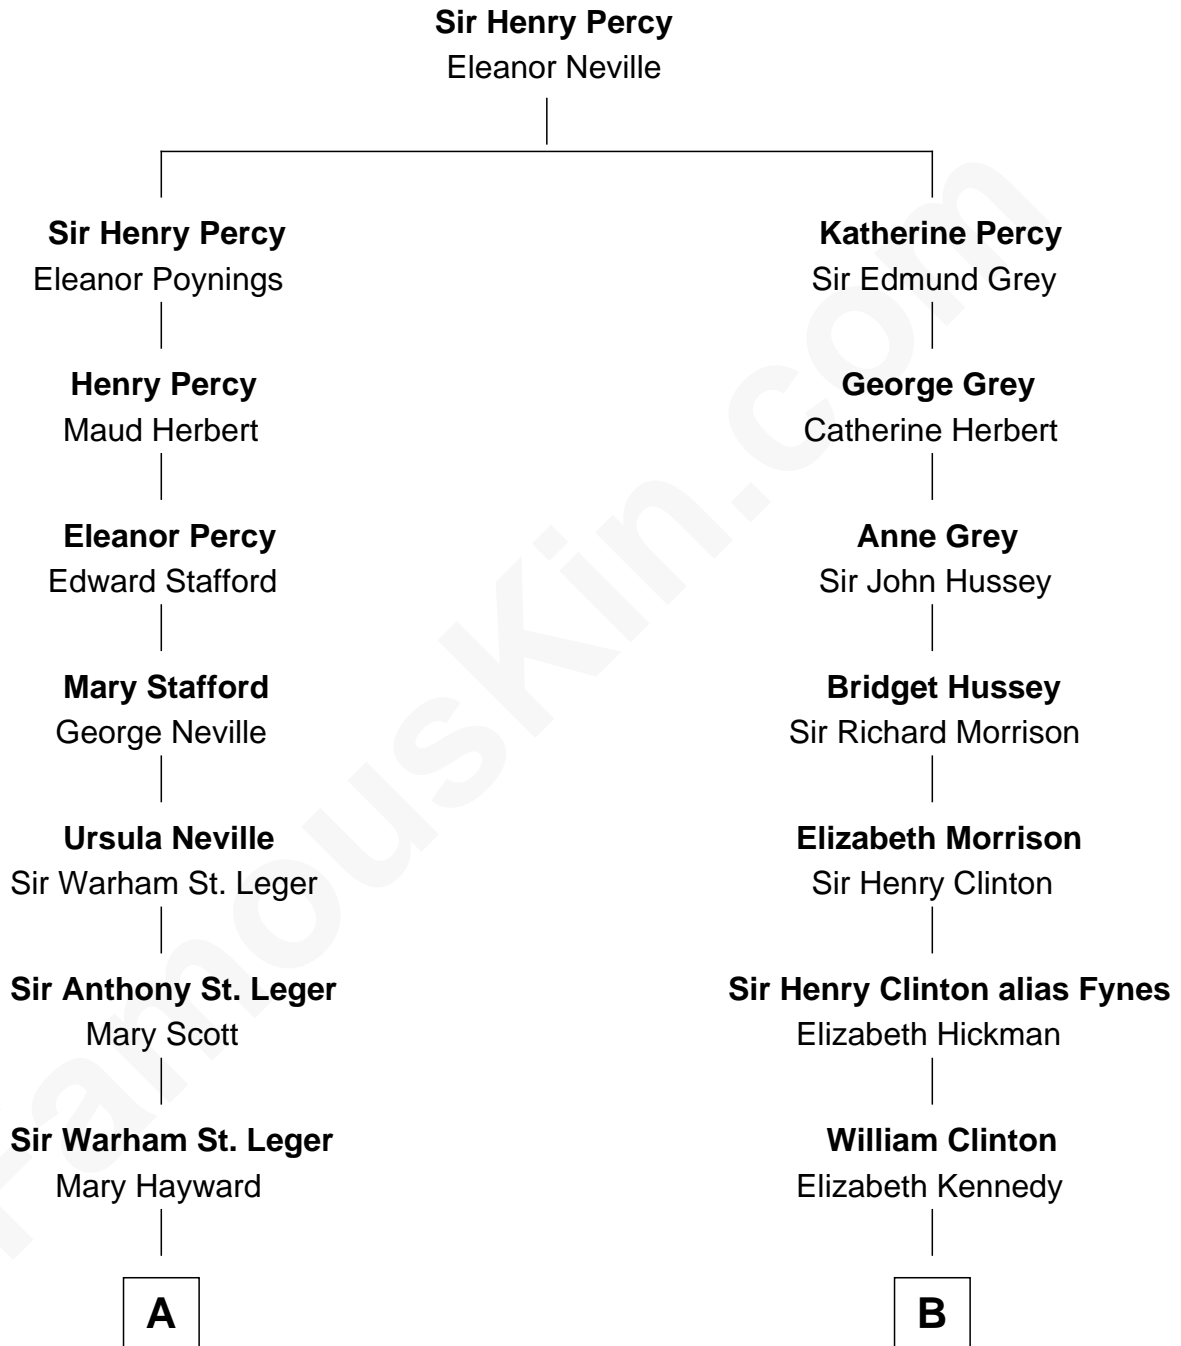 Sir Henry Percy
Eleanor Neville
Sir Henry Percy
Eleanor Poynings
Henry Percy
Maud Herbert
Eleanor Percy
Edward Stafford
Mary Stafford
George Neville
Ursula Neville
Sir Warham St. Leger
Sir Anthony St. Leger
Mary Scott
Sir Warham St. Leger
Mary Hayward
A
Katherine Percy
Sir Edmund Grey
George Grey
Catherine Herbert
Anne Grey
Sir John Hussey
Bridget Hussey
Sir Richard Morrison
Elizabeth Morrison
Sir Henry Clinton
Sir Henry Clinton alias Fynes
Elizabeth Hickman
William Clinton
Elizabeth Kennedy
B
FamousKin.com